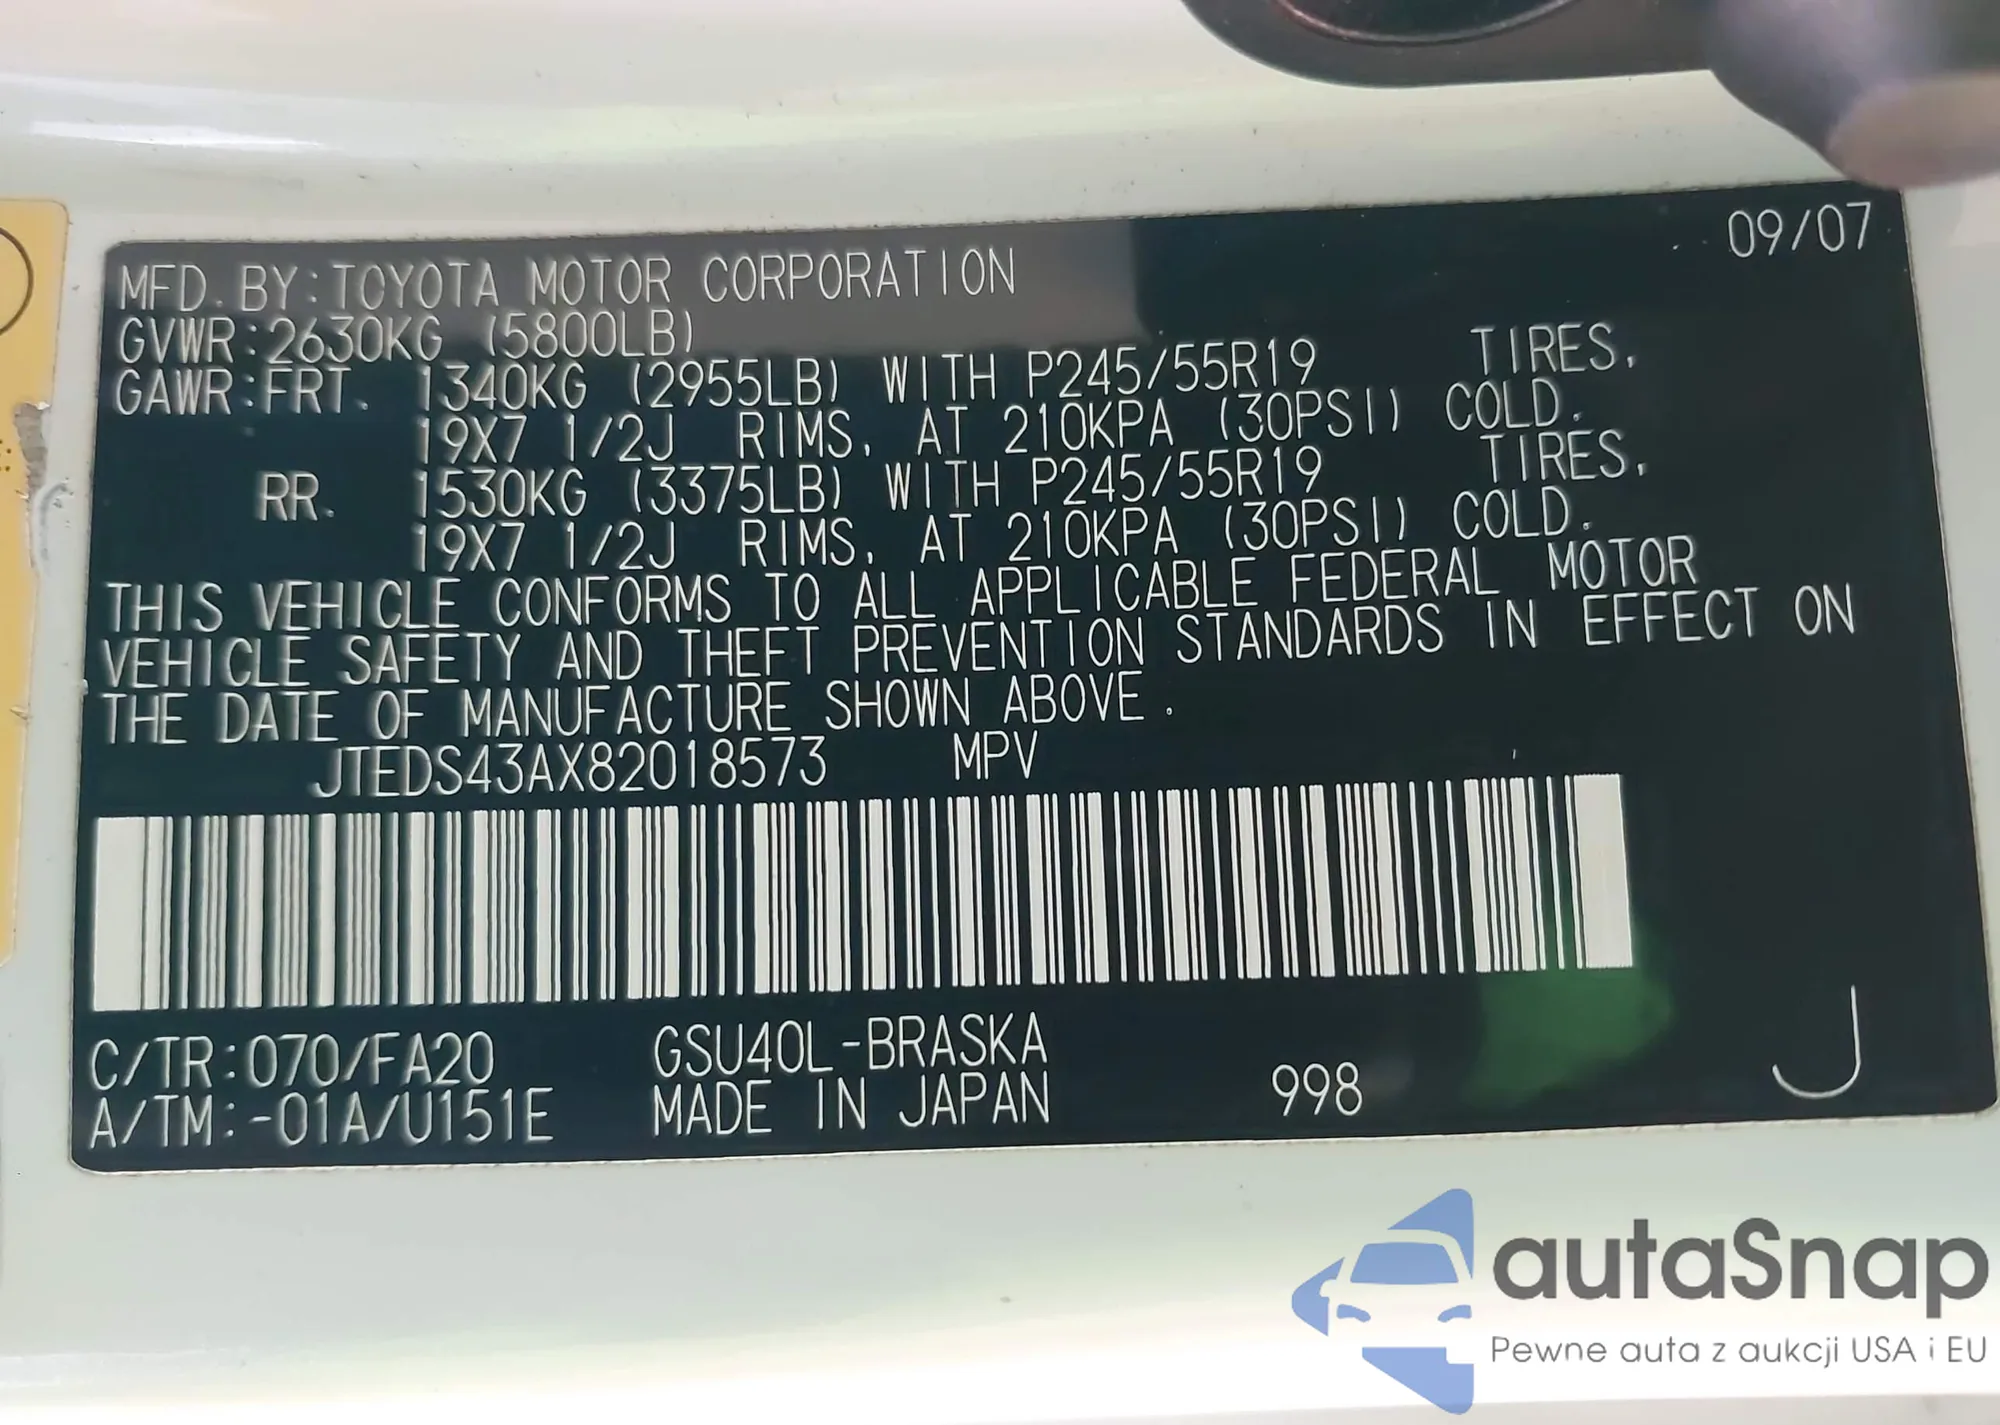 09/07
MFD. BY:TOYOTA MOTOR CORPORATION
GVWR:2630KG (5800LB)
GAWR:FRT. 1340KG (2955LB) WITH P245/55R19 TIRES,
19X7 1/2J RIMS, AT 210KPA (30PSI) COLD.
RR. 1530KG (3375LB) WITH P245/55R19 TIRES,
19X7 1/2J RIMS, AT 210KPA (30PSI) COLD.
THIS VEHICLE CONFORMS TO ALL APPLICABLE FEDERAL MOTOR
VEHICLE SAFETY AND THEFT PREVENTION STANDARDS IN EFFECT ON
THE DATE OF MANUFACTURE SHOWN ABOVE.
JTEDS43AX82018573 MPV
C/TR:070/FA20 GSU40L-BRASKA
A/TM:-01A/U151E MADE IN JAPAN 998 J
autaSnap
Pewne auta z aukcji USA i EU